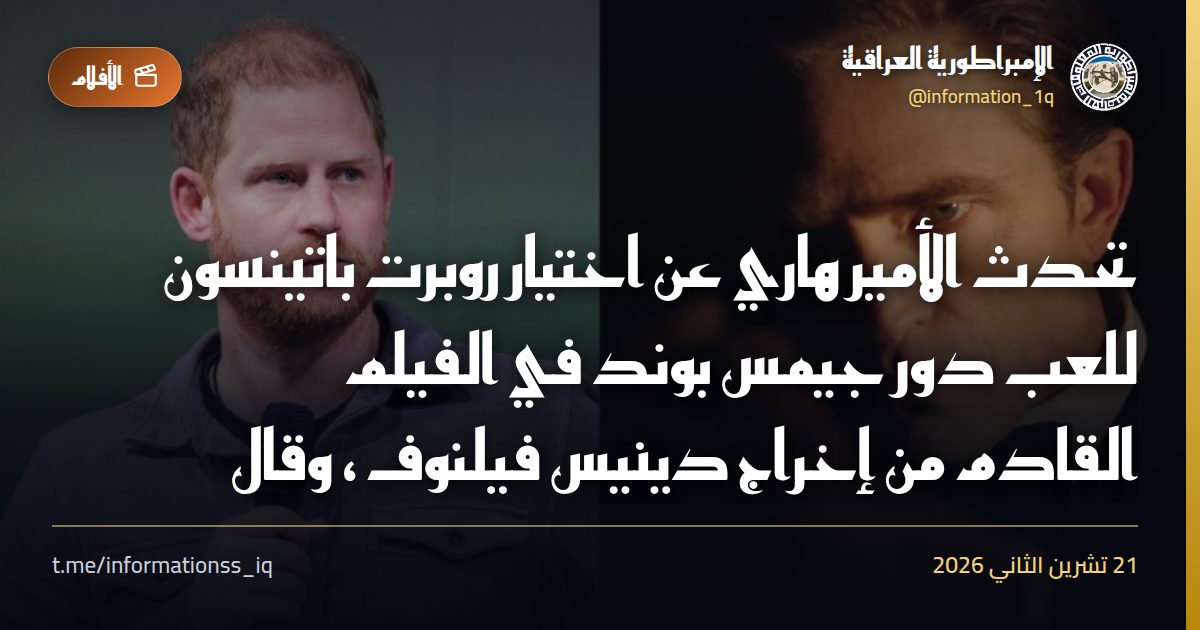 الإمبراطورية العراقية
@information_1q
الأفلام
تحدث الأمير هاري عن اختيار روبرت باتينسون
للعب دور جيمس بوند في الفيلم
القادم من إخراج دينيس فيلنوف ، وقال
21 تشرين الثاني 2026
t.me/informationss_iq